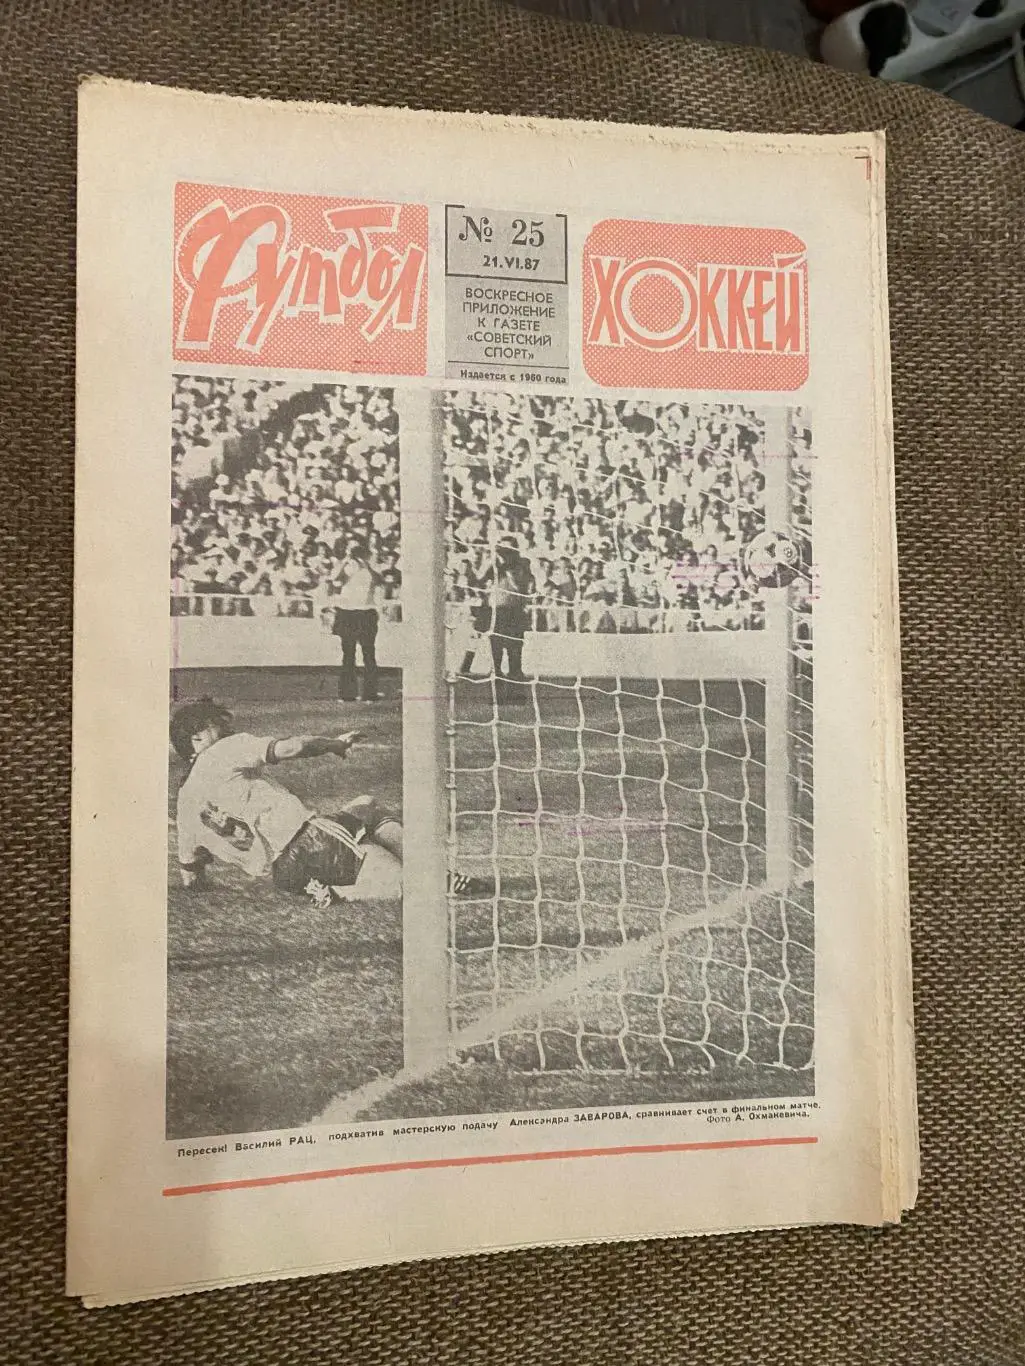 Футбол
№ 25
21.VI.87
ВОСКРЕСНОЕ
ПРИЛОЖЕНИЕ
К ГАЗЕТЕ
«СОВЕТСКИЙ
СПОРТ»
Издается с 1960 года
ХОККЕЙ
Пересек! Василий РАЦ, подхватив мастерскую подачу Александра ЗАВАРОВА, сравнивает счет в финальном матче.
Фото А. Охмакевича.